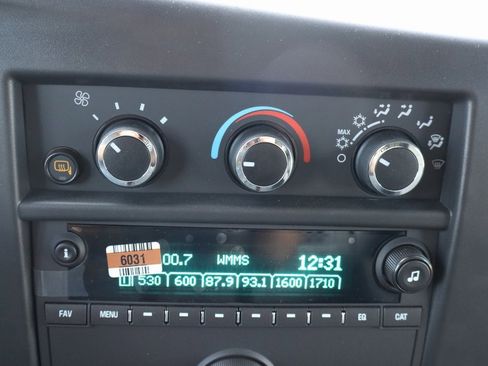 MAX
6031
00.7 WMMS 12:31
530 600 87.9 93.1 1600 1710
i
FAV MENU EQ CAT